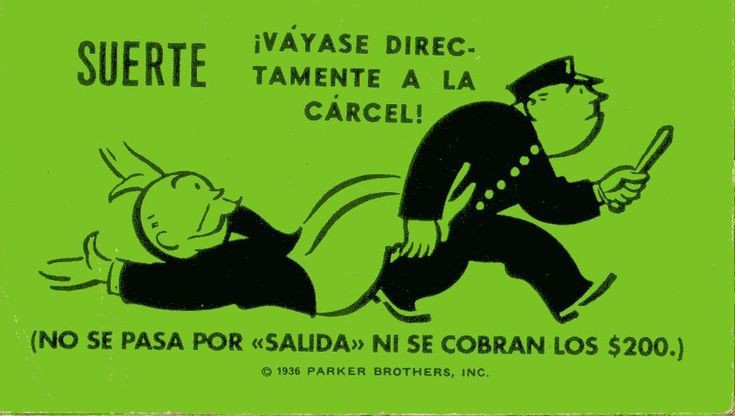 SUERTE
¡VÁYASE DIREC-
TAMENTE A LA
CÁRCEL!
(NO SE PASA POR «SALIDA» NI SE COBRAN LOS $200.)
© 1936 PARKER BROTHERS, INC.